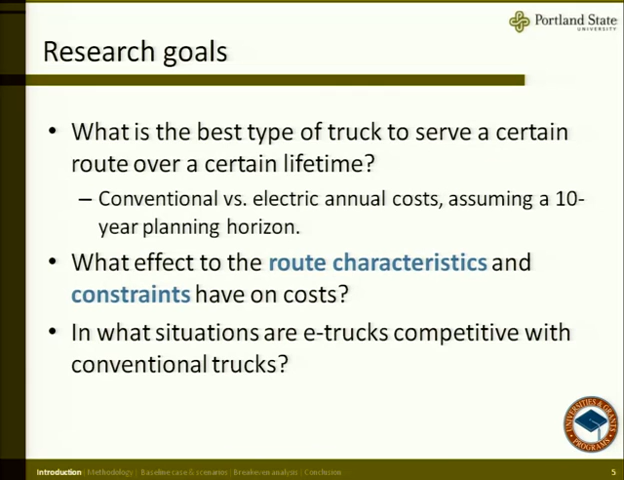 Portland State
UNIVERSITY
Research goals
• What is the best type of truck to serve a certain
route over a certain lifetime?
– Conventional vs. electric annual costs, assuming a 10-
year planning horizon.
• What effect to the route characteristics and
constraints have on costs?
• In what situations are e-trucks competitive with
conventional trucks?
UNIVERSITIES & GRANTS
PROGRAMS
Introduction | Methodology | Baseline case & scenarios | Breakeven analysis | Conclusion
5